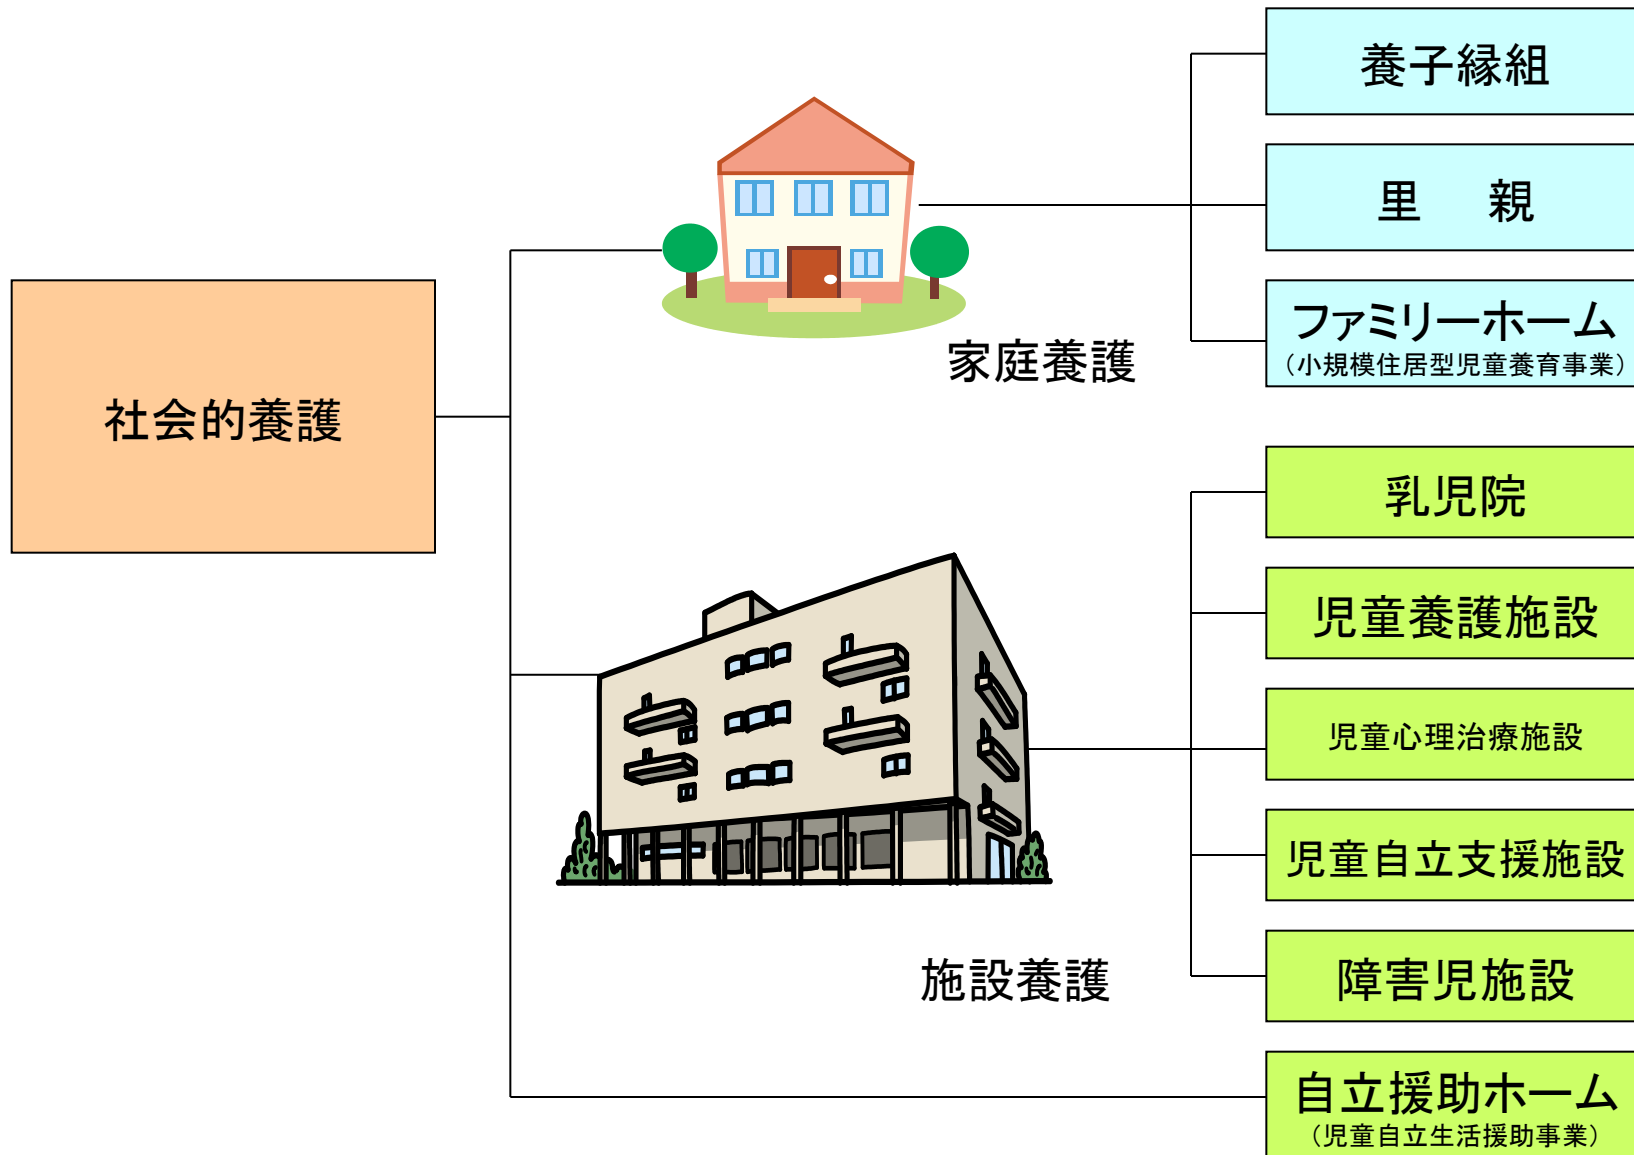 社会的養護
家庭養護
養子縁組
里　親
ファミリーホーム
（小規模住居型児童養育事業）
施設養護
乳児院
児童養護施設
児童心理治療施設
児童自立支援施設
障害児施設
自立援助ホーム
（児童自立生活援助事業）